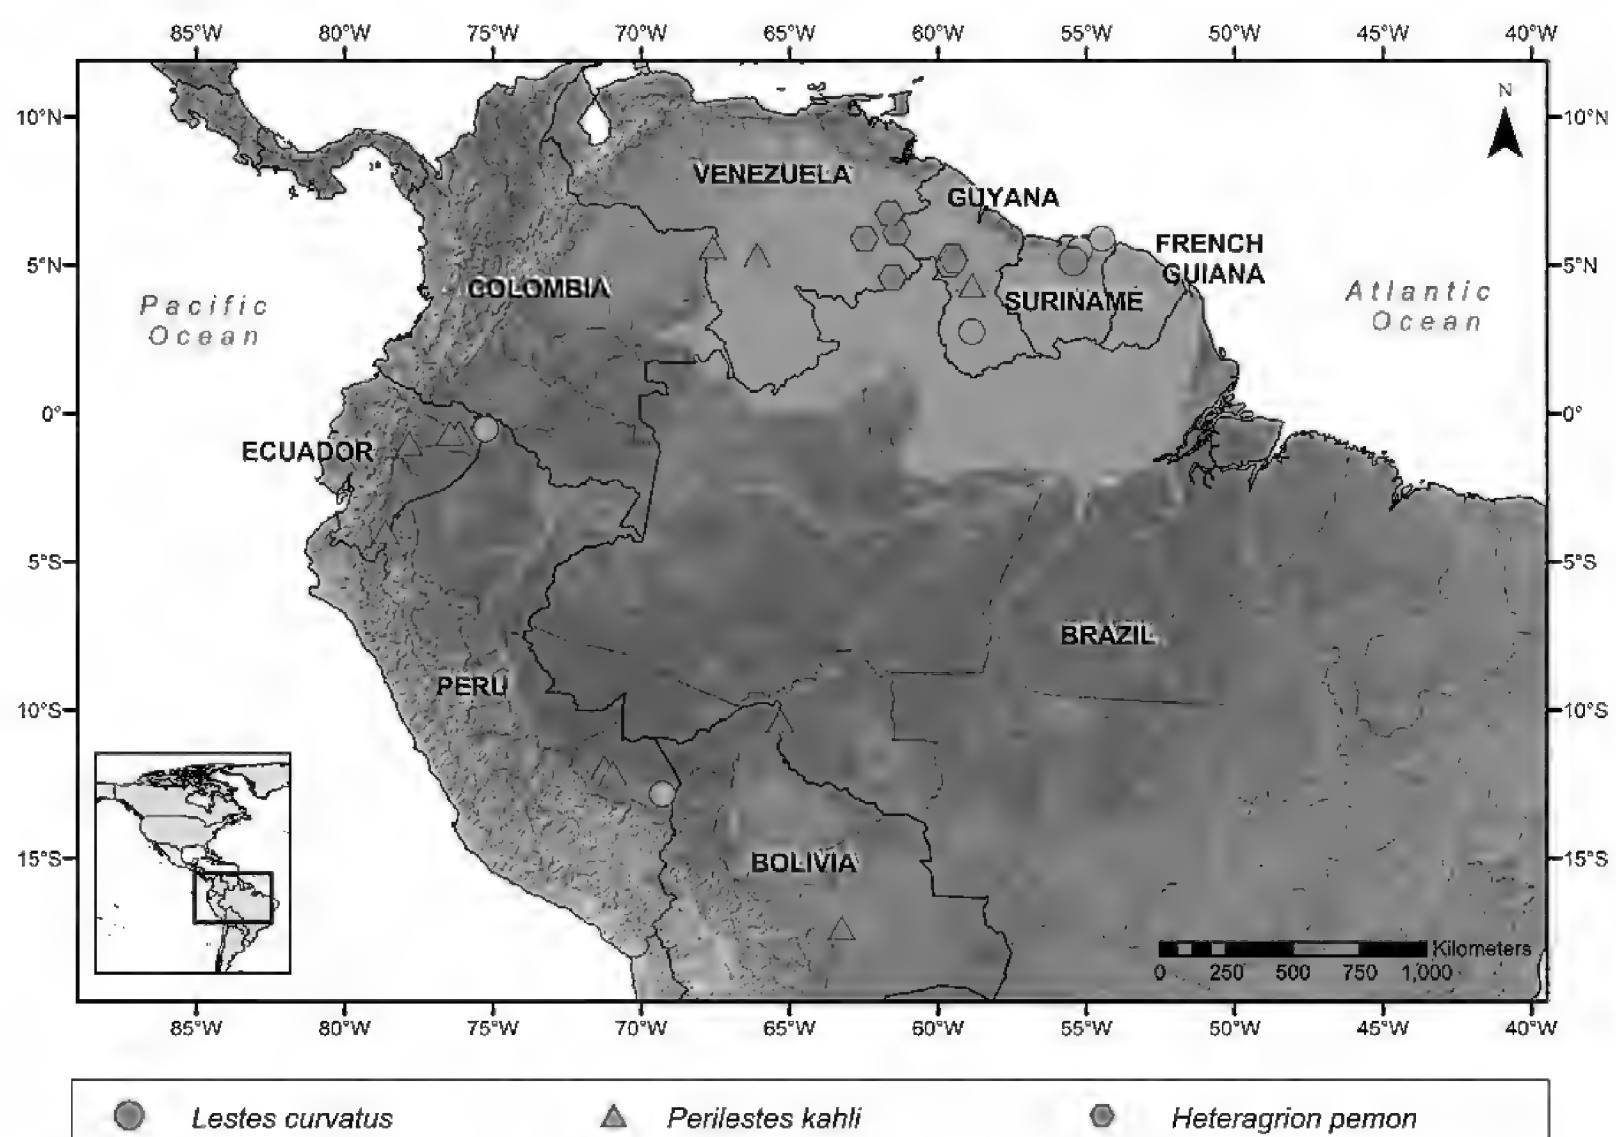 85°W 80°W 75°W 70°W 65°W 60°W 55°W 50°W 45°W 40°W
N
10°N 10°N
VENEZUELA
GUYANA
FRENCH
GUIANA
5°N 5°N
COLOMBIA
SURINAME
Pacific
Ocean
Atlantic
Ocean
0° 0°
ECUADOR
5°S 5°S
BRAZIL
PERU
10°S 10°S
15°S 15°S
BOLIVIA
Kilometers
0 250 500 750 1,000
85°W 80°W 75°W 70°W 65°W 60°W 55°W 50°W 45°W 40°W
Lestes curvatus Perilestes kahli Heteragrion pemon